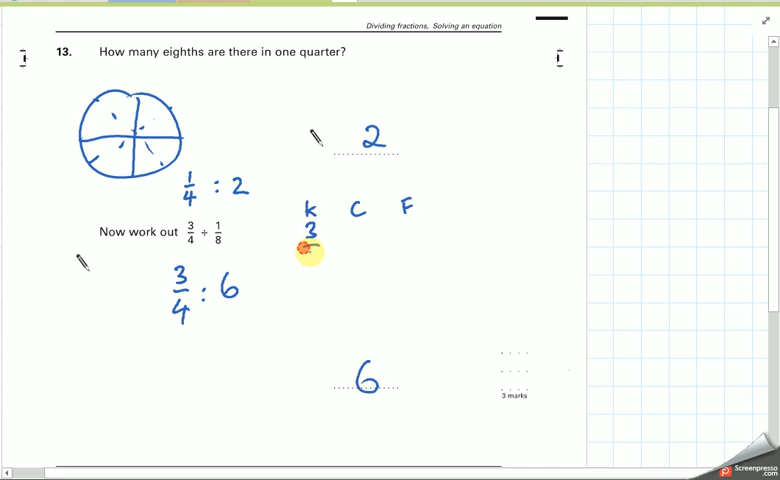 Dividing fractions, Solving an equation
13. How many eighths are there in one quarter?
2
1/4 : 2
K C F
Now work out 3/4 ÷ 1/8
3
3/4 : 6
6
3 marks
Screenpresso.com